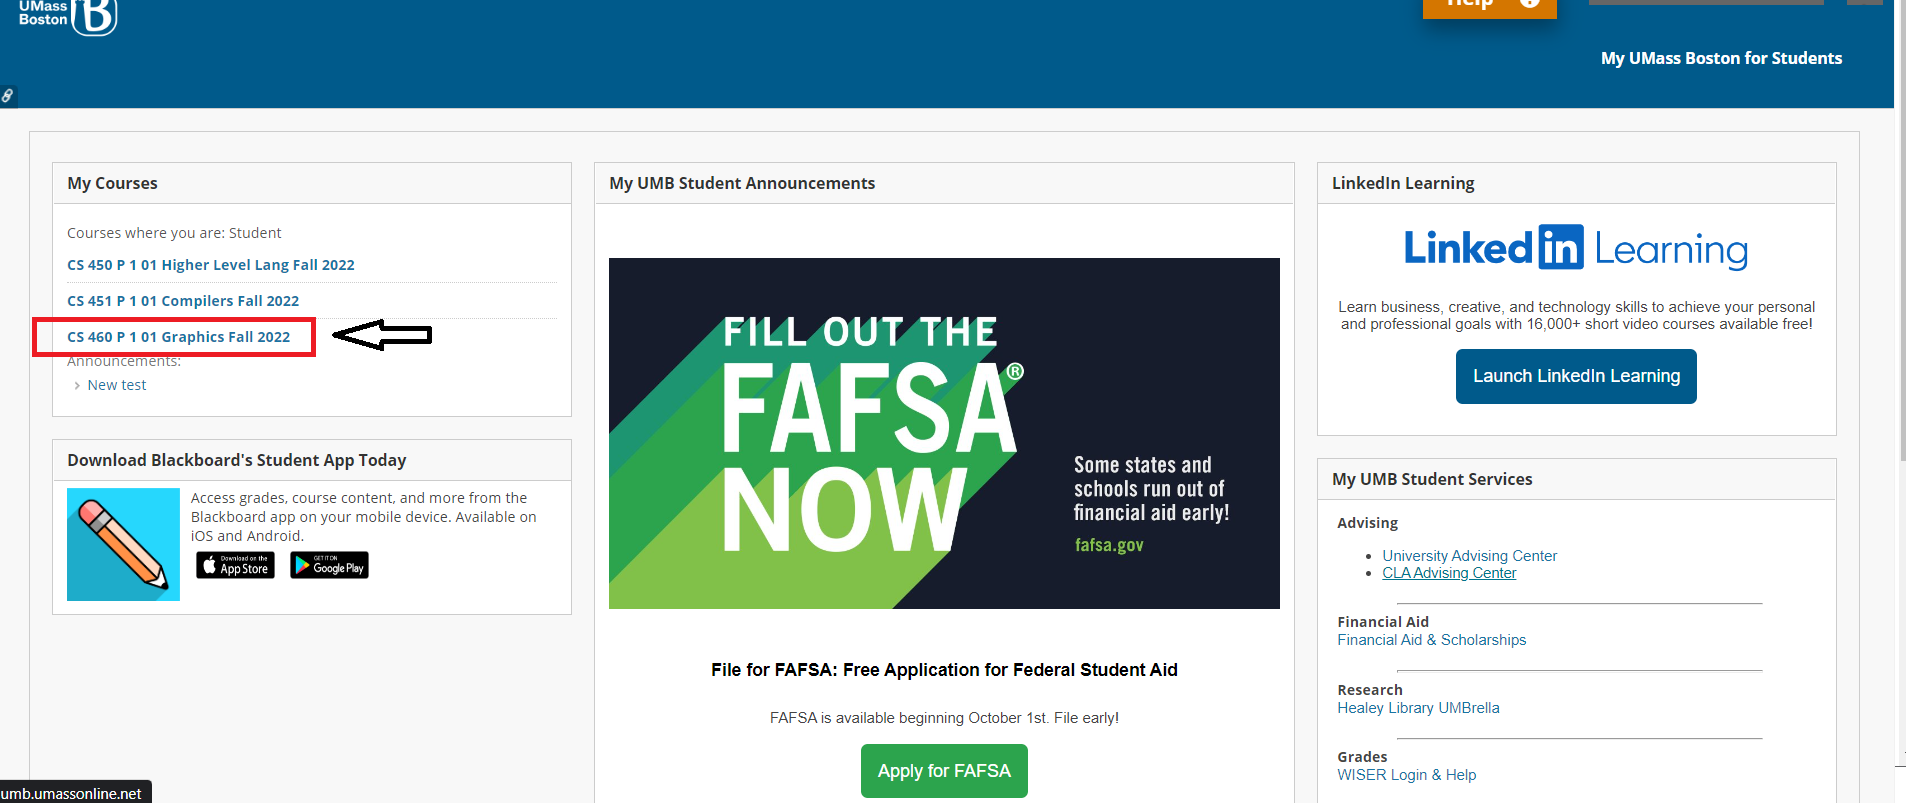 UMass
Boston
B
Help
My UMass Boston for Students
My Courses
Courses where you are: Student
CS 450 P 1 01 Higher Level Lang Fall 2022
CS 451 P 1 01 Compilers Fall 2022
CS 460 P 1 01 Graphics Fall 2022
Announcements:
New test
Download Blackboard's Student App Today
Access grades, course content, and more from the
Blackboard app on your mobile device. Available on
iOS and Android.
Download on the
App Store
GET IT ON
Google Play
My UMB Student Announcements
FILL OUT THE
FAFSA®
NOW
Some states and
schools run out of
financial aid early!
fafsa.gov
File for FAFSA: Free Application for Federal Student Aid
FAFSA is available beginning October 1st. File early!
Apply for FAFSA
LinkedIn Learning
Linked in Learning
Learn business, creative, and technology skills to achieve your personal
and professional goals with 16,000+ short video courses available free!
Launch LinkedIn Learning
My UMB Student Services
Advising
University Advising Center
CLA Advising Center
Financial Aid
Financial Aid & Scholarships
Research
Healey Library UMBrella
Grades
WISER Login & Help
umb.umassonline.net